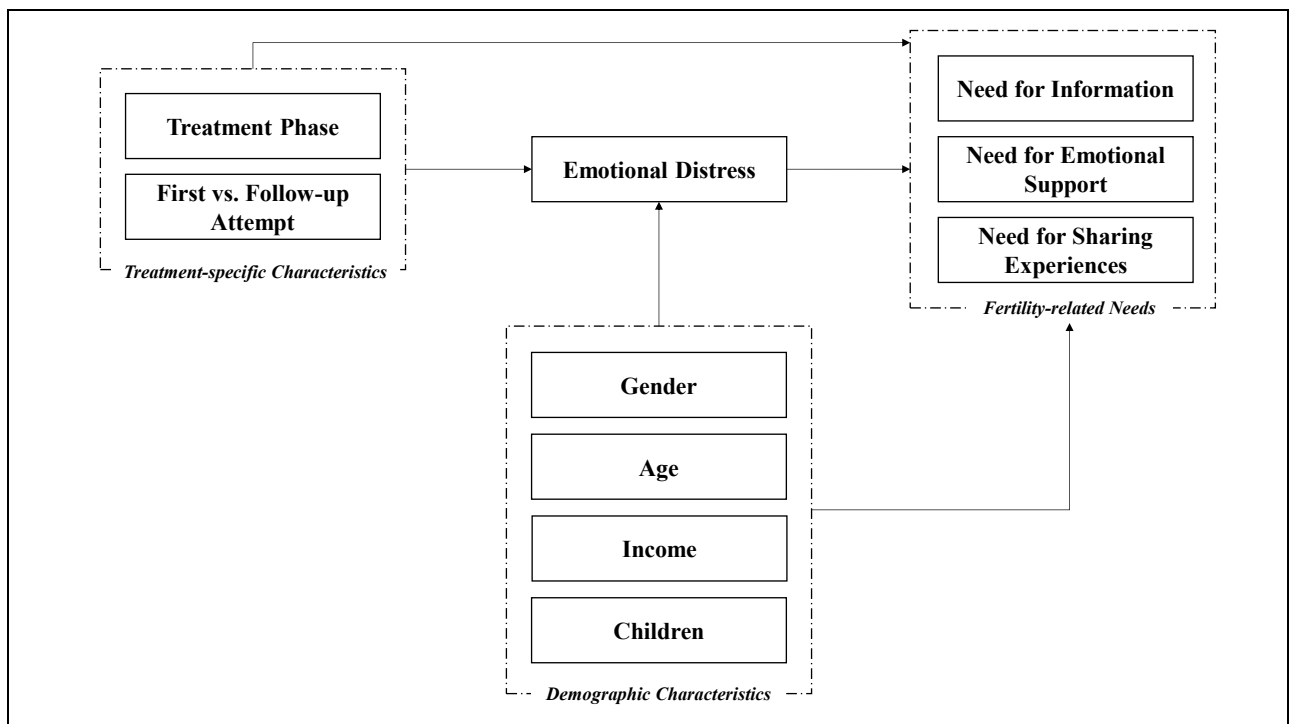 Treatment Phase
First vs. Follow-up
Attempt
Treatment-specific Characteristics
Emotional Distress
Need for Information
Need for Emotional
Support
Need for Sharing
Experiences
Fertility-related Needs
Gender
Age
Income
Children
Demographic Characteristics